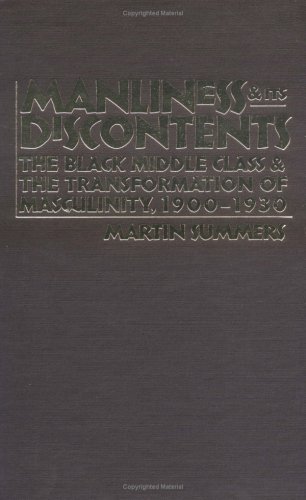 MANLINESS & ITS
DISCONTENTS
THE BLACK MIDDLE CLASS &
THE TRANSFORMATION OF
MASCULINITY, 1900–1930
MARTIN SUMMERS